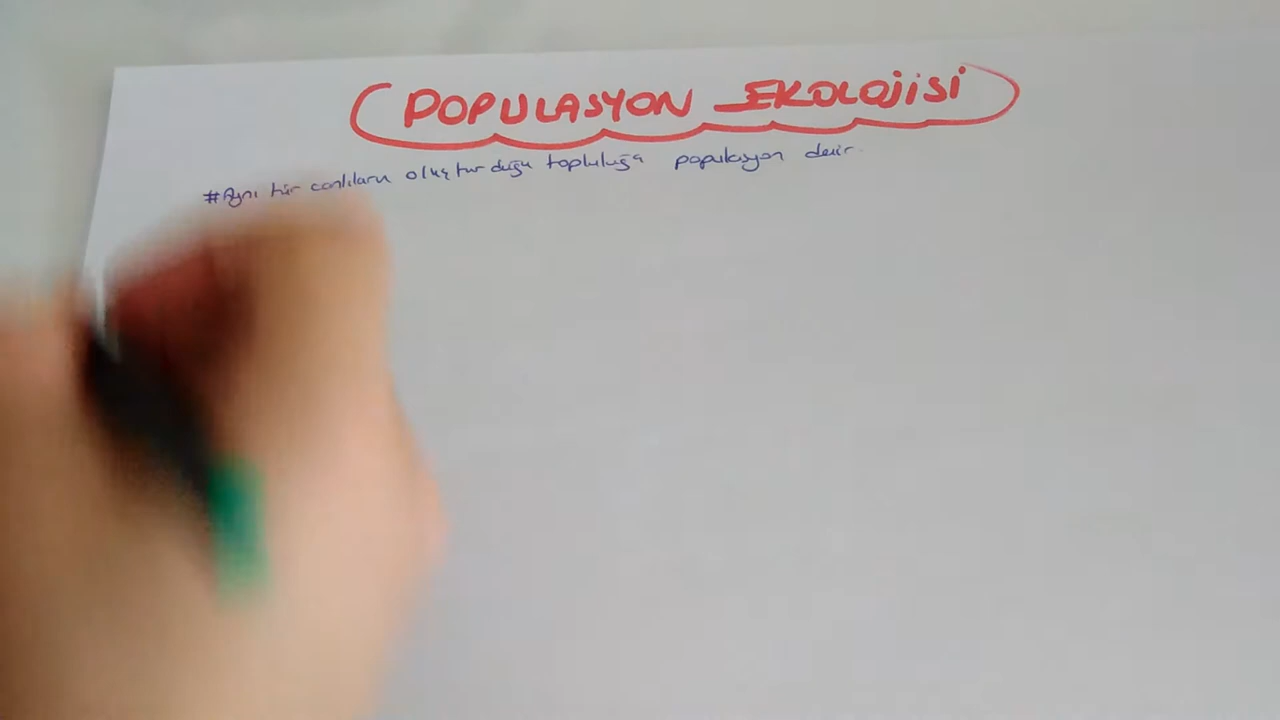 POPULASYON EKOLOJİSİ
#Aynı tür canlıların oluşturduğu topluluğa populasyon denir.